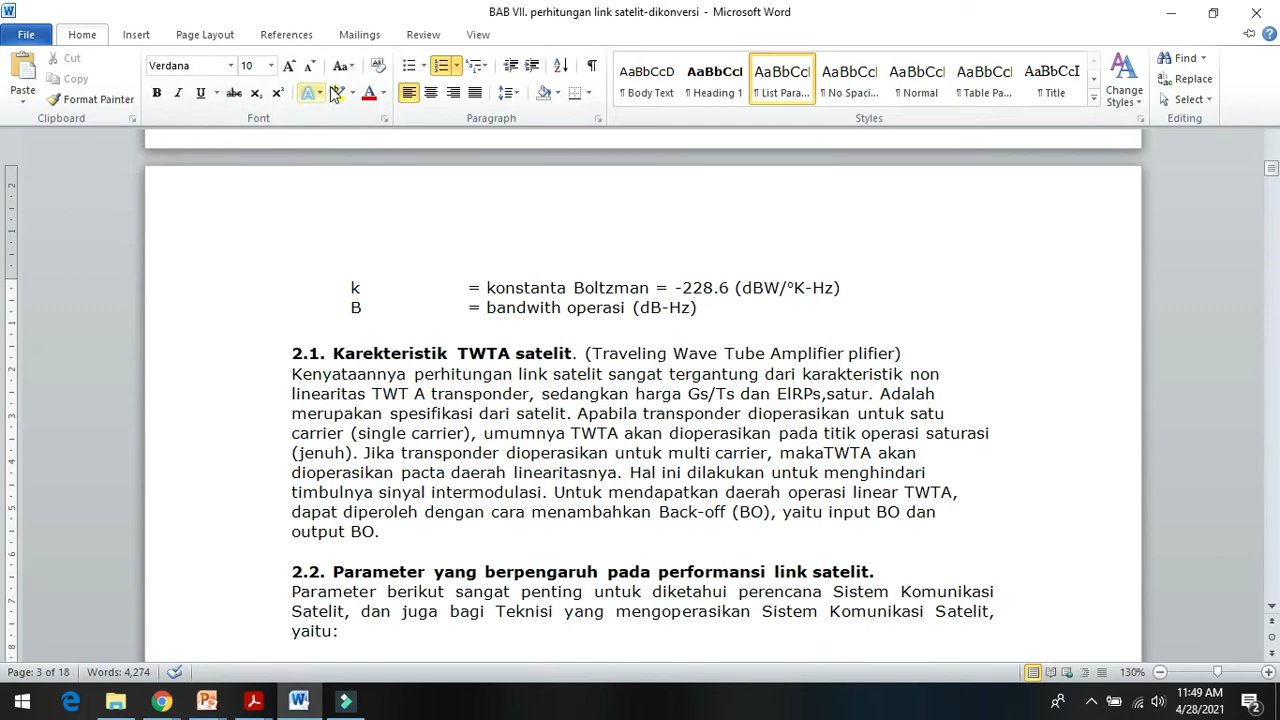 BAB VII. perhitungan link satelit-dikonversi - Microsoft Word
File Home Insert Page Layout References Mailings Review View
Cut
Copy
Format Painter
Paste
Clipboard
Verdana 10
Font
Paragraph
AaBbCcD AaBbCcI AaBbCc AaBbCc AaBbCc AaBbCc AaBbCcI
¶ Body Text ¶ Heading 1 ¶ List Para... ¶ No Spaci... ¶ Normal ¶ Table Pa... ¶ Title
Change Styles
Styles
Find
Replace
Select
Editing
k = konstanta Boltzman = -228.6 (dBW/°K-Hz)
B = bandwith operasi (dB-Hz)
2.1. Karekteristik TWTA satelit. (Traveling Wave Tube Amplifier plifier)
Kenyataannya perhitungan link satelit sangat tergantung dari karakteristik non
linearitas TWT A transponder, sedangkan harga Gs/Ts dan ElRPs,satur. Adalah
merupakan spesifikasi dari satelit. Apabila transponder dioperasikan untuk satu
carrier (single carrier), umumnya TWTA akan dioperasikan pada titik operasi saturasi
(jenuh). Jika transponder dioperasikan untuk multi carrier, makaTWTA akan
dioperasikan pacta daerah linearitasnya. Hal ini dilakukan untuk menghindari
timbulnya sinyal intermodulasi. Untuk mendapatkan daerah operasi linear TWTA,
dapat diperoleh dengan cara menambahkan Back-off (BO), yaitu input BO dan
output BO.
2.2. Parameter yang berpengaruh pada performansi link satelit.
Parameter berikut sangat penting untuk diketahui perencana Sistem Komunikasi
Satelit, dan juga bagi Teknisi yang mengoperasikan Sistem Komunikasi Satelit,
yaitu:
Page: 3 of 18 Words: 4,274 130%
11:49 AM
4/28/2021